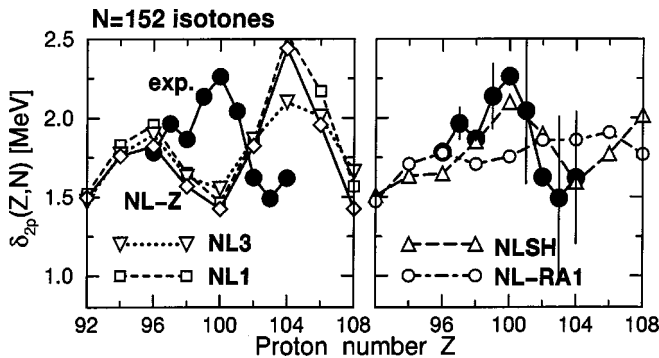 N=152 isotones
2.5
2.0
1.5
1.0
δ2p(Z,N) [MeV]
exp.
NL-Z
NL3
NL1
NLSH
NL-RA1
92 96 100 104 108
92 96 100 104 108
Proton number Z